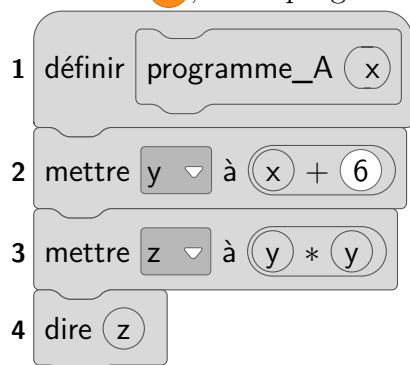 1 définir programme_A x
2 mettre y à x + 6
3 mettre z à y * y
4 dire z